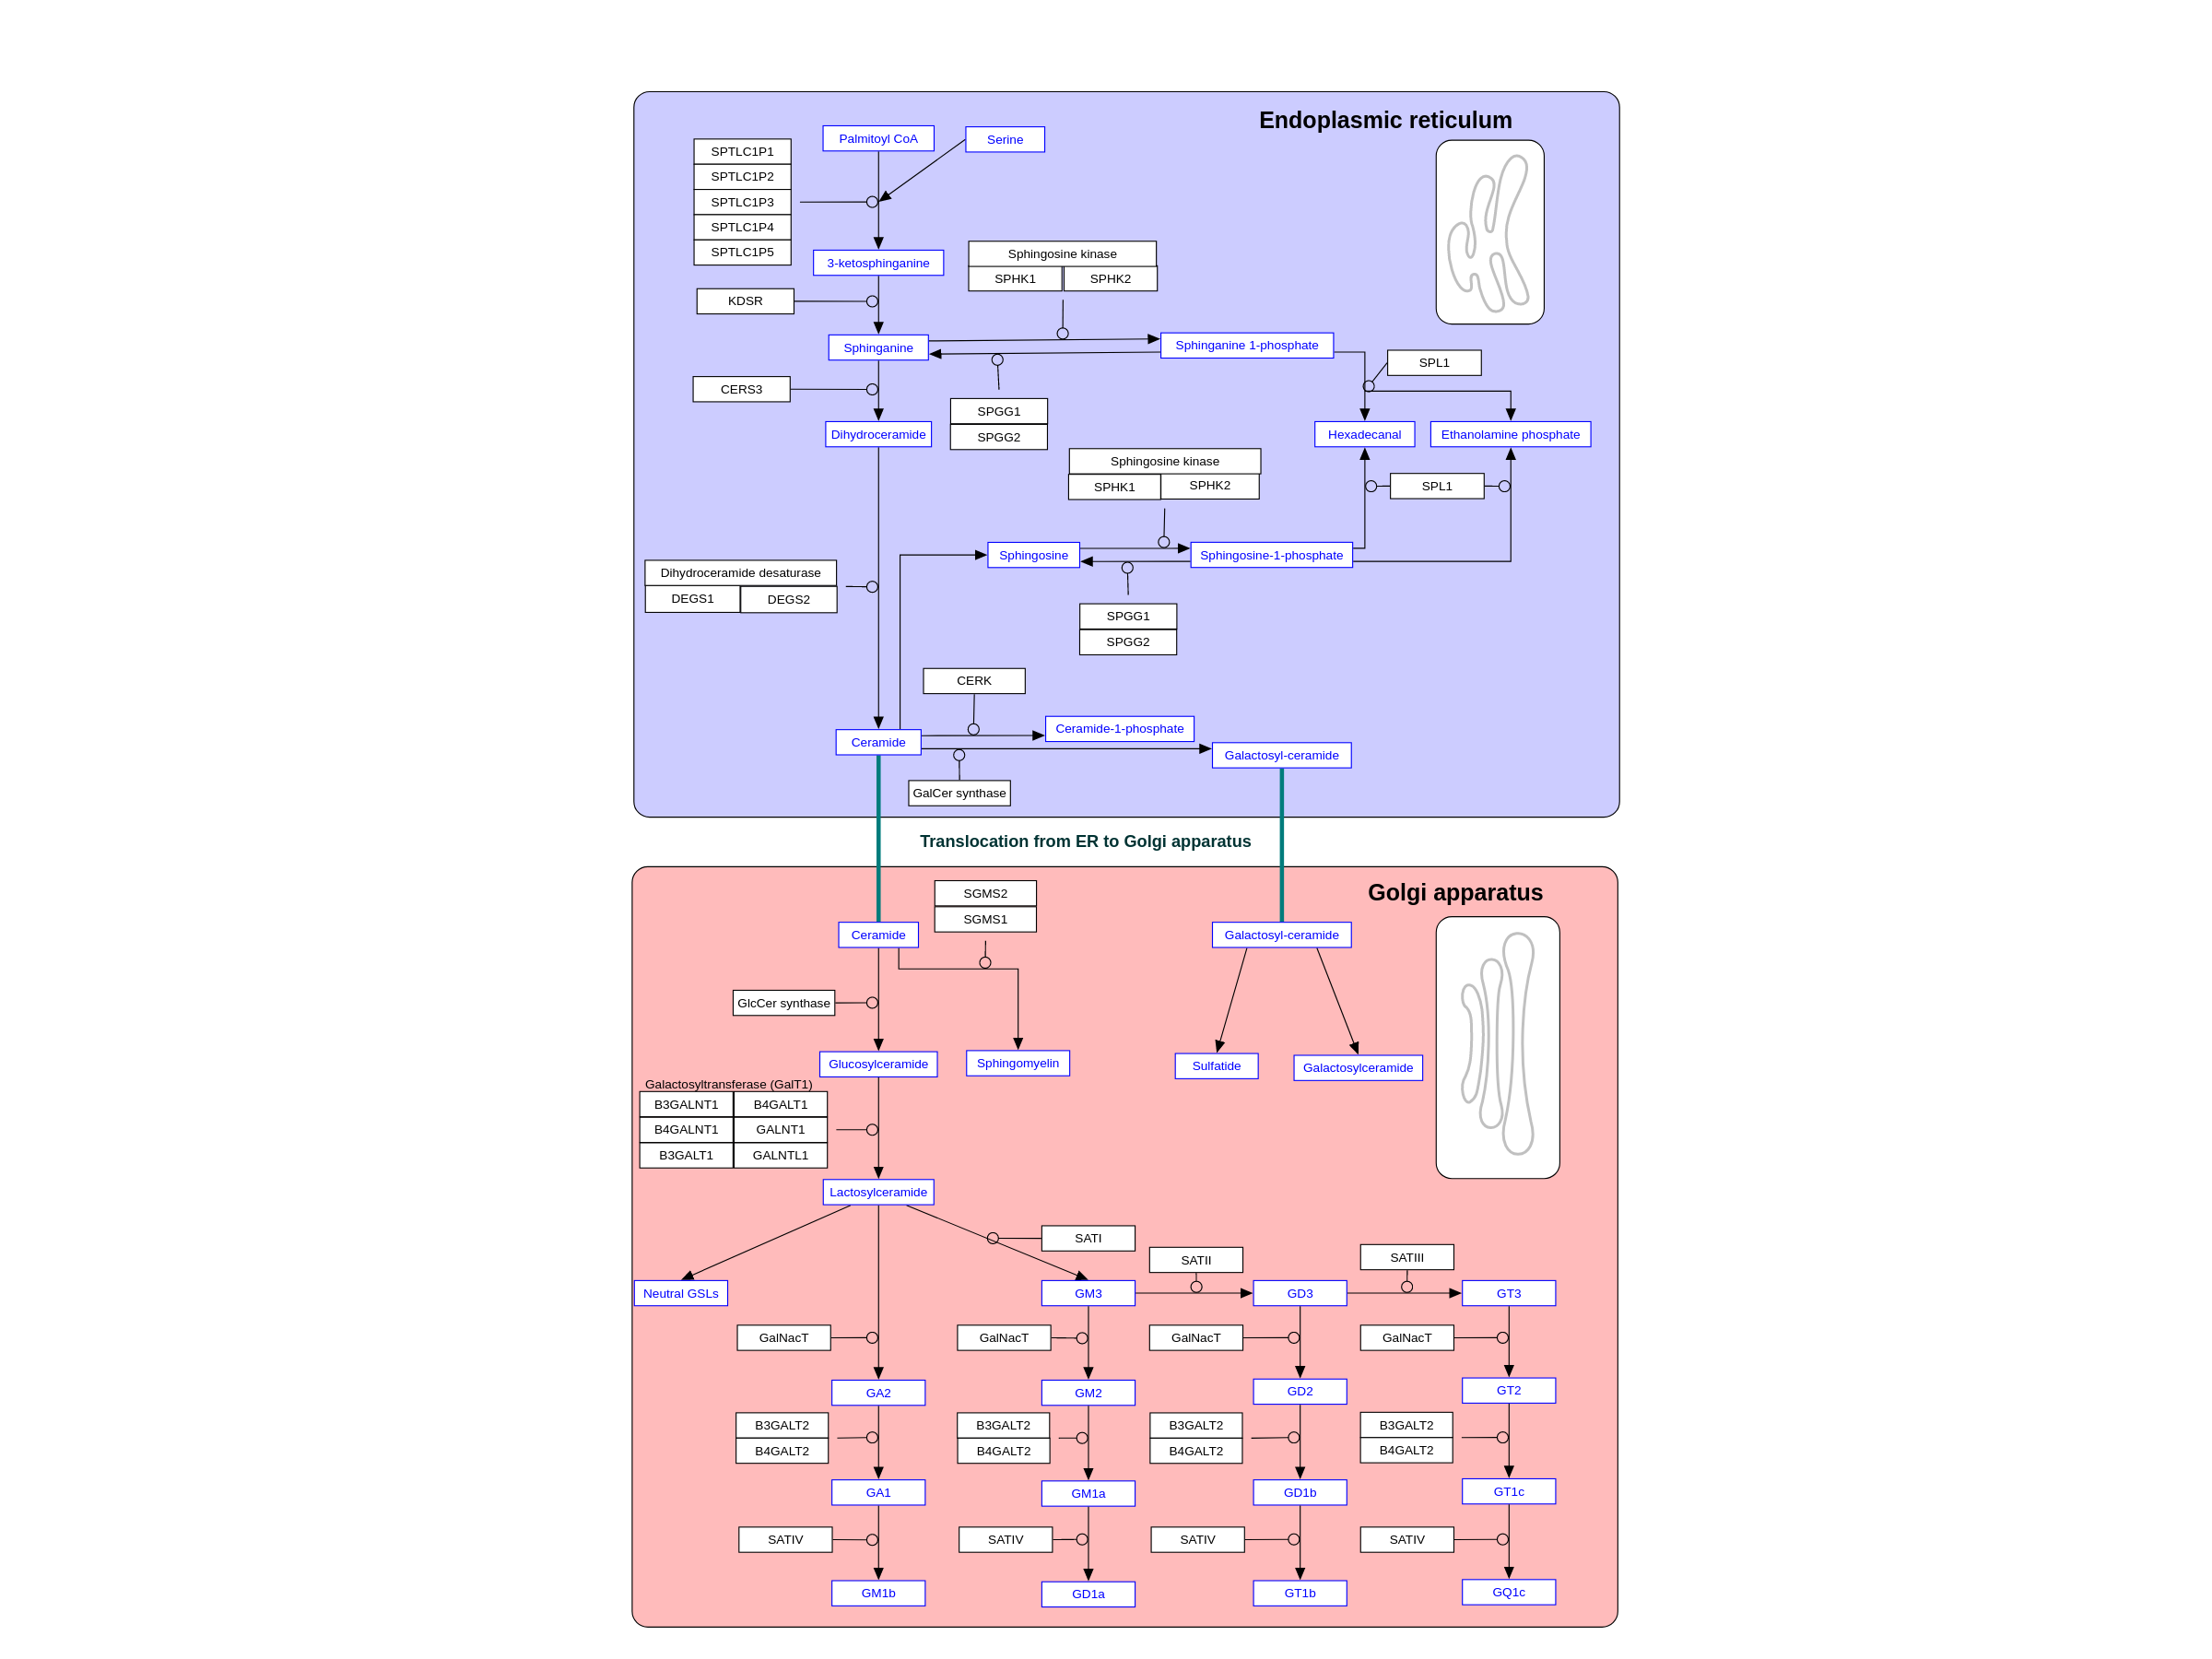 Endoplasmic reticulum
Palmitoyl CoA
Serine
SPTLC1P1
SPTLC1P2
SPTLC1P3
SPTLC1P4
SPTLC1P5
3-ketosphinganine
Sphingosine kinase
SPHK1
SPHK2
KDSR
Sphinganine
Sphinganine 1-phosphate
SPL1
CERS3
SPGG1
SPGG2
Dihydroceramide
Hexadecanal
Ethanolamine phosphate
Sphingosine kinase
SPHK1
SPHK2
SPL1
Sphingosine
Sphingosine-1-phosphate
Dihydroceramide desaturase
DEGS1
DEGS2
SPGG1
SPGG2
CERK
Ceramide
Ceramide-1-phosphate
Galactosyl-ceramide
GalCer synthase
Translocation from ER to Golgi apparatus
Golgi apparatus
SGMS2
SGMS1
Ceramide
Galactosyl-ceramide
GlcCer synthase
Glucosylceramide
Sphingomyelin
Sulfatide
Galactosylceramide
Galactosyltransferase (GalT1)
B3GALNT1
B4GALT1
B4GALNT1
GALNT1
B3GALT1
GALNTL1
Lactosylceramide
SATI
SATII
SATIII
Neutral GSLs
GM3
GD3
GT3
GalNacT
GalNacT
GalNacT
GalNacT
GA2
GM2
GD2
GT2
B3GALT2
B4GALT2
B3GALT2
B4GALT2
B3GALT2
B4GALT2
B3GALT2
B4GALT2
GA1
GM1a
GD1b
GT1c
SATIV
SATIV
SATIV
SATIV
GM1b
GD1a
GT1b
GQ1c